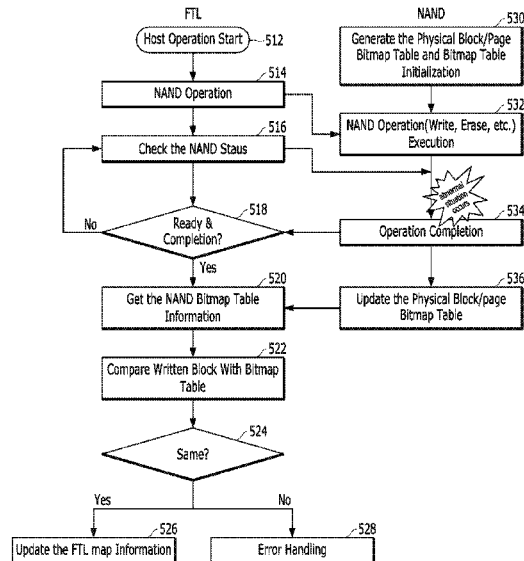 FTL
NAND
Host Operation Start
512
530
Generate the Physical Block/Page
Bitmap Table and Bitmap Table
Initialization
514
NAND Operation
532
NAND Operation(Write, Erase, etc.)
Execution
516
Check the NAND Staus
Abnormal
situation
occurs
518
Ready &
Completion?
No
Yes
534
Operation Completion
520
Get the NAND Bitmap Table
Information
536
Update the Physical Block/page
Bitmap Table
522
Compare Written Block With Bitmap
Table
524
Same?
Yes
No
526
Update the FTL map Information
528
Error Handling